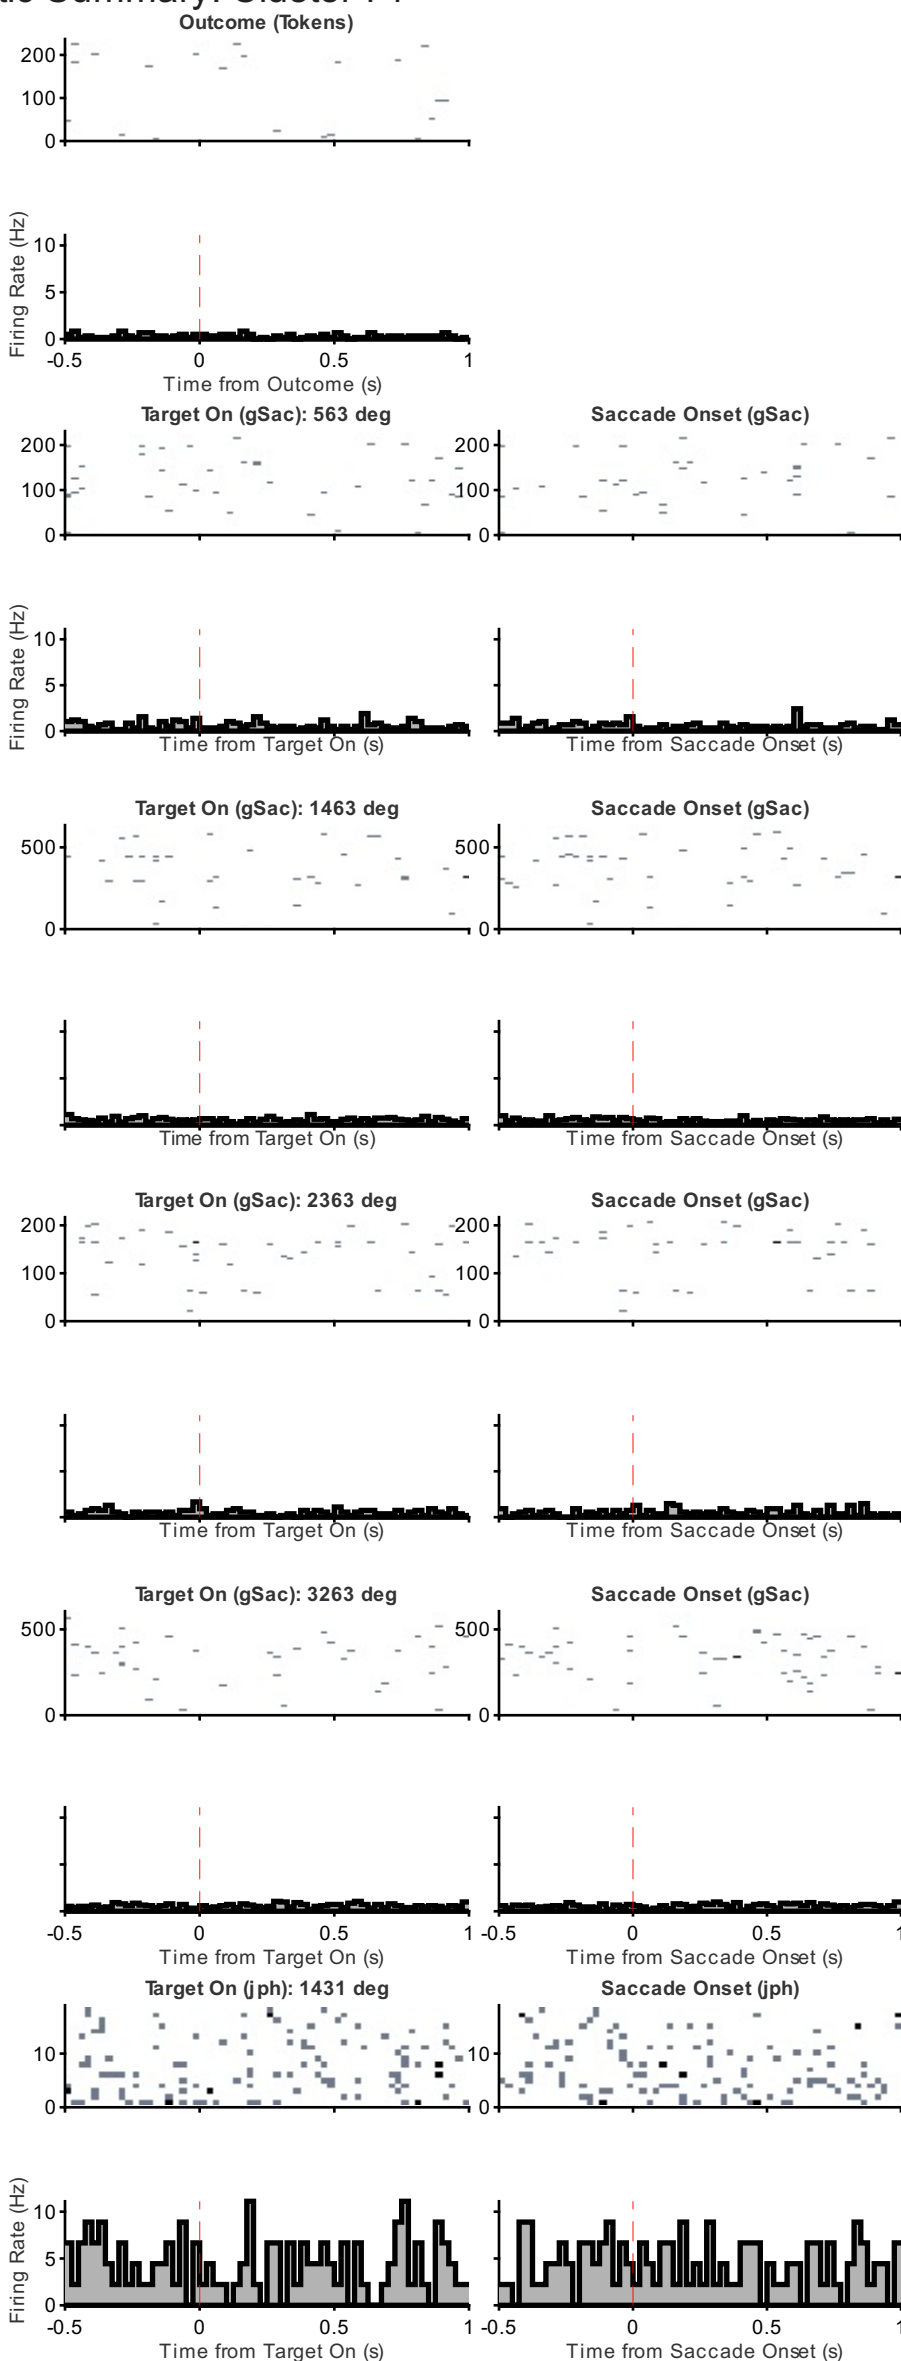 Summary: Cluster
Outcome (Tokens)
200
100
0
Firing Rate (Hz)
10
5
0
-0.5 0 0.5 1
Time from Outcome (s)
Target On (gSac): 563 deg Saccade Onset (gSac)
200 200
100 100
0 0
Firing Rate (Hz)
10
5
0
Time from Target On (s) Time from Saccade Onset (s)
Target On (gSac): 1463 deg Saccade Onset (gSac)
500 500
0 0
Time from Target On (s) Time from Saccade Onset (s)
Target On (gSac): 2363 deg Saccade Onset (gSac)
200 200
100 100
0 0
Time from Target On (s) Time from Saccade Onset (s)
Target On (gSac): 3263 deg Saccade Onset (gSac)
500 500
0 0
-0.5 0 0.5 1 -0.5 0 0.5 1
Time from Target On (s) Time from Saccade Onset (s)
Target On (jph): 1431 deg Saccade Onset (jph)
10 10
0 0
Firing Rate (Hz)
10
5
0
-0.5 0 0.5 1 -0.5 0 0.5 1
Time from Target On (s) Time from Saccade Onset (s)